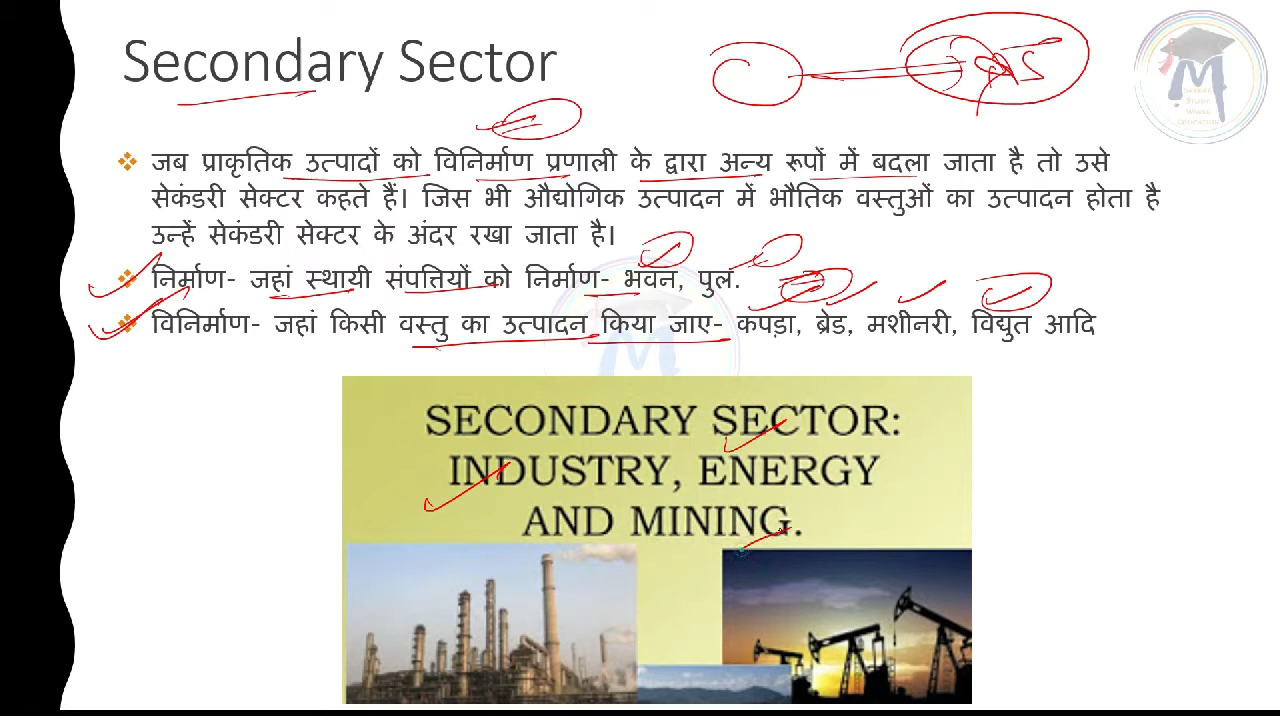 Secondary Sector
जब प्राकृतिक उत्पादों को विनिर्माण प्रणाली के द्वारा अन्य रूपों में बदला जाता है तो उसे
सेकंडरी सेक्टर कहते हैं। जिस भी औद्योगिक उत्पादन में भौतिक वस्तुओं का उत्पादन होता है
उन्हें सेकंडरी सेक्टर के अंदर रखा जाता है।
निर्माण- जहां स्थायी संपत्तियों को निर्माण- भवन, पुल.
विनिर्माण- जहां किसी वस्तु का उत्पादन किया जाए- कपड़ा, ब्रेड, मशीनरी, विद्युत आदि
SECONDARY SECTOR:
INDUSTRY, ENERGY
AND MINING.